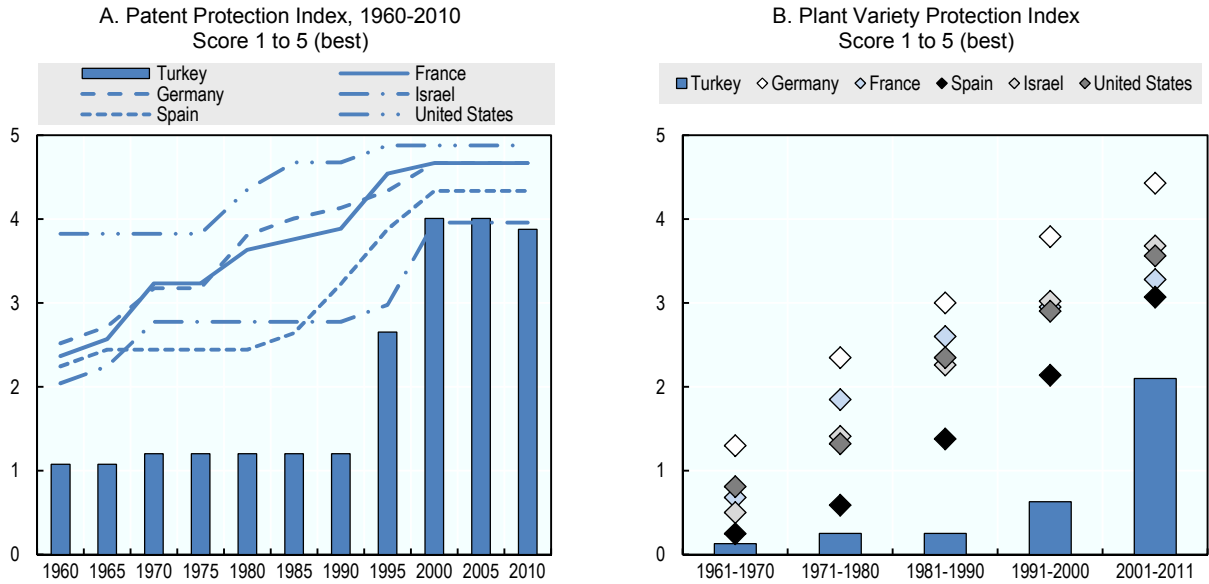 A. Patent Protection Index, 1960-2010
Score 1 to 5 (best)
Turkey France
Germany Israel
Spain United States
5
4
3
2
1
0
1960 1965 1970 1975 1980 1985 1990 1995 2000 2005 2010
B. Plant Variety Protection Index
Score 1 to 5 (best)
Turkey Germany France Spain Israel United States
5
4
3
2
1
0
1961-1970 1971-1980 1981-1990 1991-2000 2001-2011